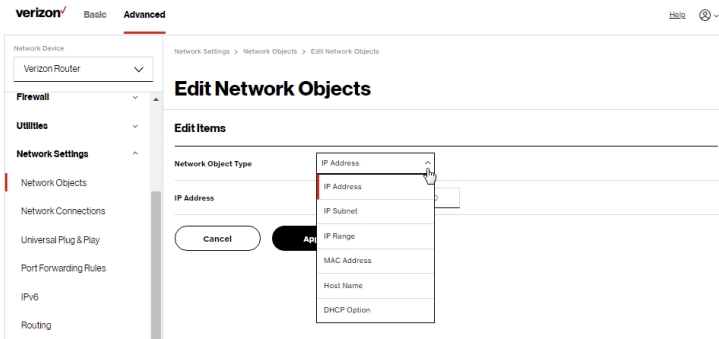 verizon Basic Advanced Help
Network Device
Verizon Router
Firewall
Utilities
Network Settings
Network Objects
Network Connections
Universal Plug & Play
Port Forwarding Rules
IPv6
Routing
Network Settings > Network Objects > Edit Network Objects
Edit Network Objects
Edit Items
Network Object Type IP Address
IP Address
IP Subnet
IP Range
MAC Address
Host Name
DHCP Option
IP Address 0
Cancel App